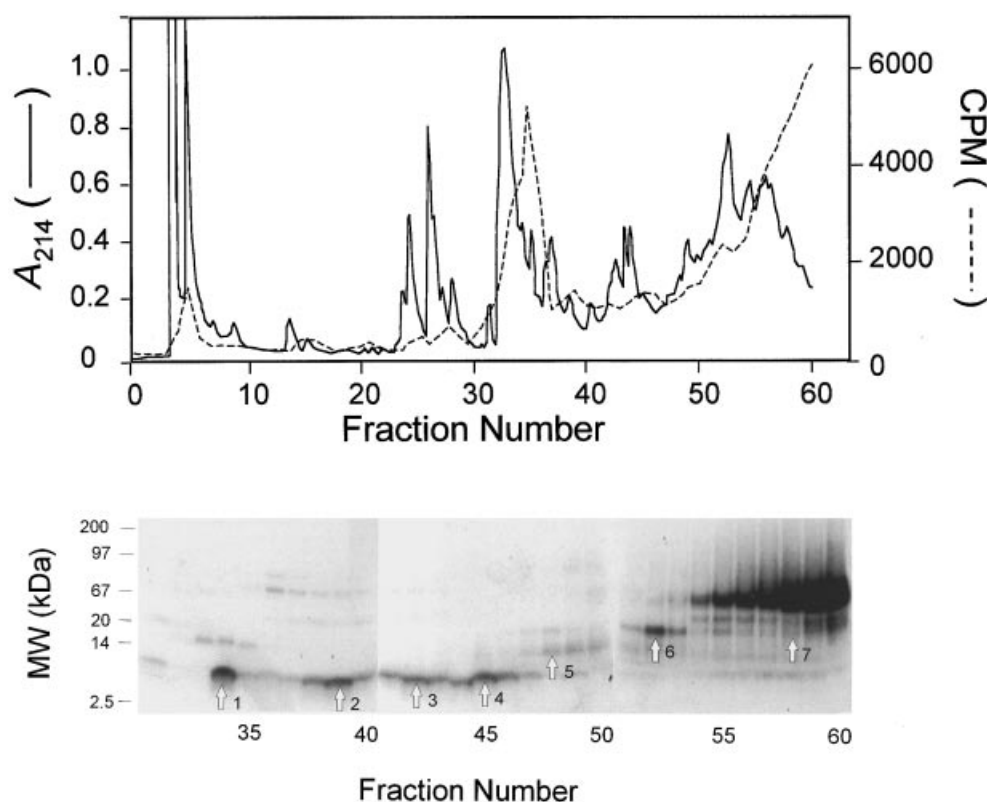 A214 (——)
1.0
0.8
0.6
0.4
0.2
0
6000
4000
2000
0
CPM (-----)
0 10 20 30 40 50 60
Fraction Number
MW (kDa)
200
97
67
20
14
2.5
1 2 3 4 5 6 7
35 40 45 50 55 60
Fraction Number